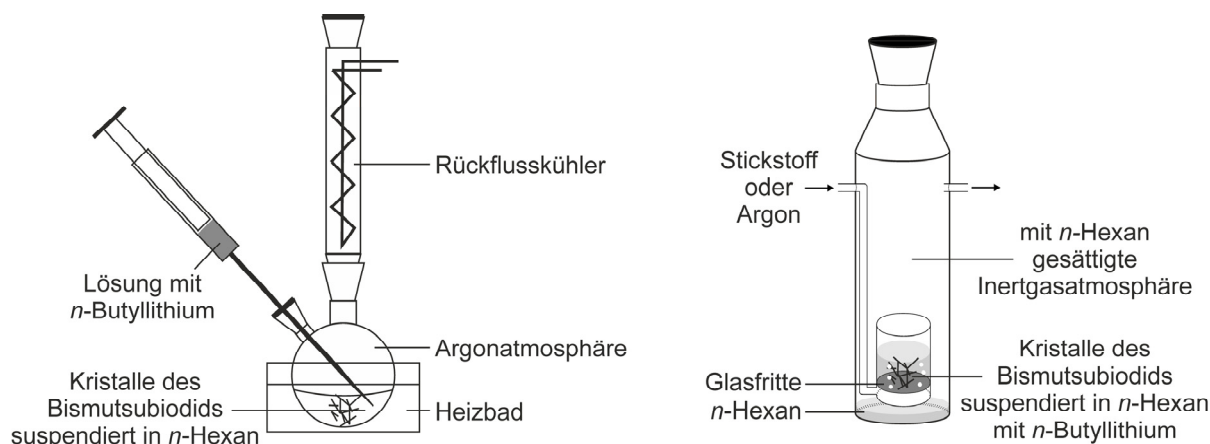 Rückflusskühler
Lösung mit
n-Butyllithium
Argonatmosphäre
Kristalle des
Bismutsubiodids
suspendiert in n-Hexan
Heizbad
Stickstoff
oder
Argon
mit n-Hexan
gesättigte
Inertgasatmosphäre
Glasfritte
n-Hexan
Kristalle des
Bismutsubiodids
suspendiert in n-Hexan
mit n-Butyllithium